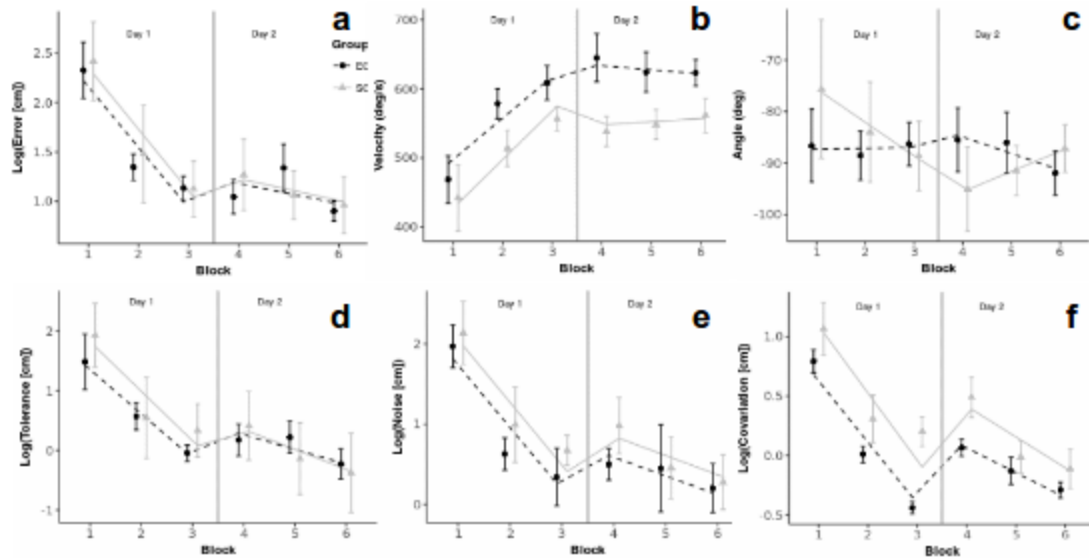 a
Day 1
Day 2
Group
Log(Error [cm])
2.5
2.0
1.5
1.0
1
2
3
4
5
6
Block
b
Day 1
Day 2
Velocity (deg/s)
700
600
500
400
1
2
3
4
5
6
Block
c
Day 1
Day 2
Angle (deg)
-70
-80
-90
-100
1
2
3
4
5
6
Block
d
Day 1
Day 2
Log(Tolerance [cm])
2
1
0
-1
1
2
3
4
5
6
Block
e
Day 1
Day 2
Log(Noise [cm])
2
1
0
1
2
3
4
5
6
Block
f
Day 1
Day 2
Log(Covariation [cm])
1.0
0.5
0.0
-0.5
1
2
3
4
5
6
Block